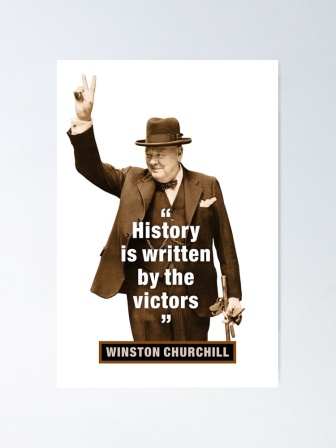 “
History
is written
by the
victors
”
WINSTON CHURCHILL